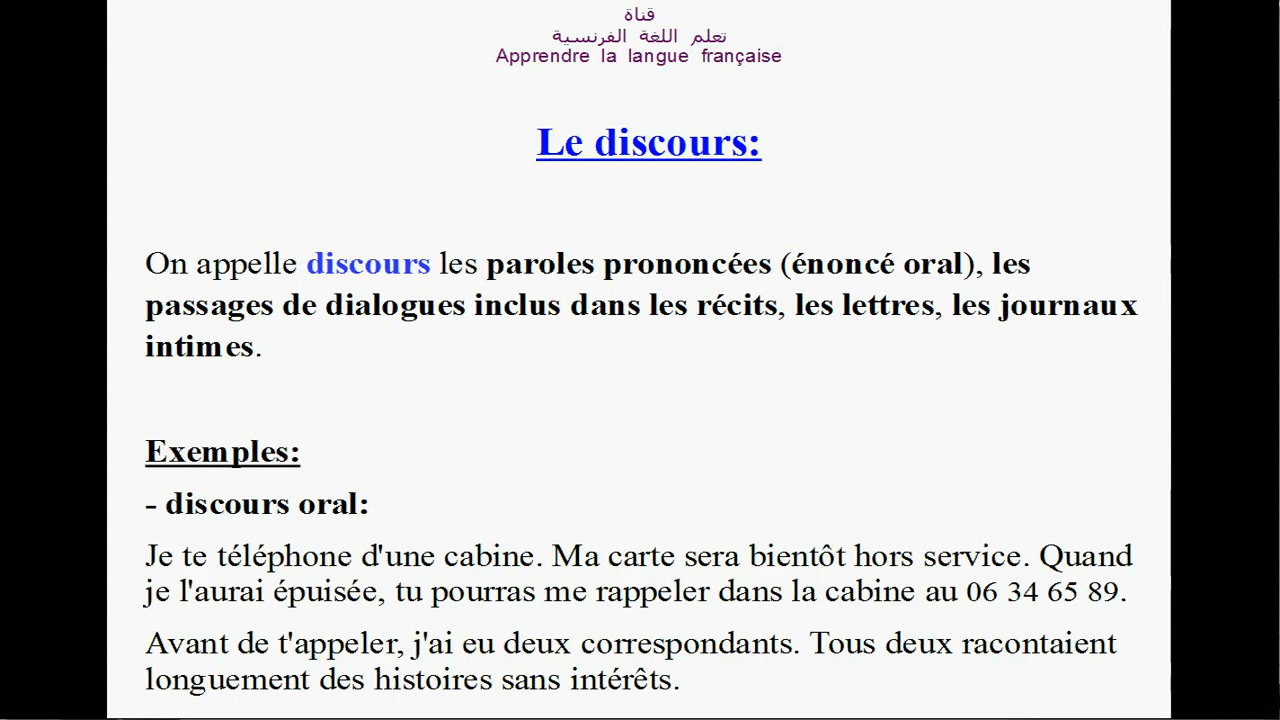 قناة
تعلم اللغة الفرنسية
Apprendre la langue française
Le discours:
On appelle discours les paroles prononcées (énoncé oral), les
passages de dialogues inclus dans les récits, les lettres, les journaux
intimes.
Exemples:
- discours oral:
Je te téléphone d'une cabine. Ma carte sera bientôt hors service. Quand
je l'aurai épuisée, tu pourras me rappeler dans la cabine au 06 34 65 89.
Avant de t'appeler, j'ai eu deux correspondants. Tous deux racontaient
longuement des histoires sans intérêts.